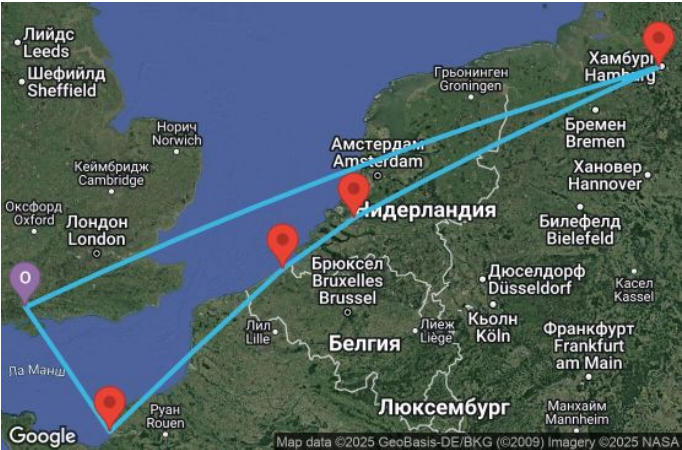 Лийдс
Leeds
Шефийлд
Sheffield
Хамбург
Hamburg
Грьонинген
Groningen
Норич
Norwich
Бремен
Bremen
Амстердам
Amsterdam
Кеймбридж
Cambridge
Хановер
Hannover
Оксфорд
Oxford
Лондон
London
Нидерландия
Билефелд
Bielefeld
O
Брюксел
Bruxelles
Brussel
Дюселдорф
Düsseldorf
Касел
Kassel
Лил
Lille
Лиеж
Liège
Кьолн
Köln
Белгия
Франкфурт
Frankfurt
am Main
Ла Манш
Руан
Rouen
Люксембург
Манхайм
Mannheim
Google
Map data ©2025 GeoBasis-DE/BKG (©2009) Imagery ©2025 NASA